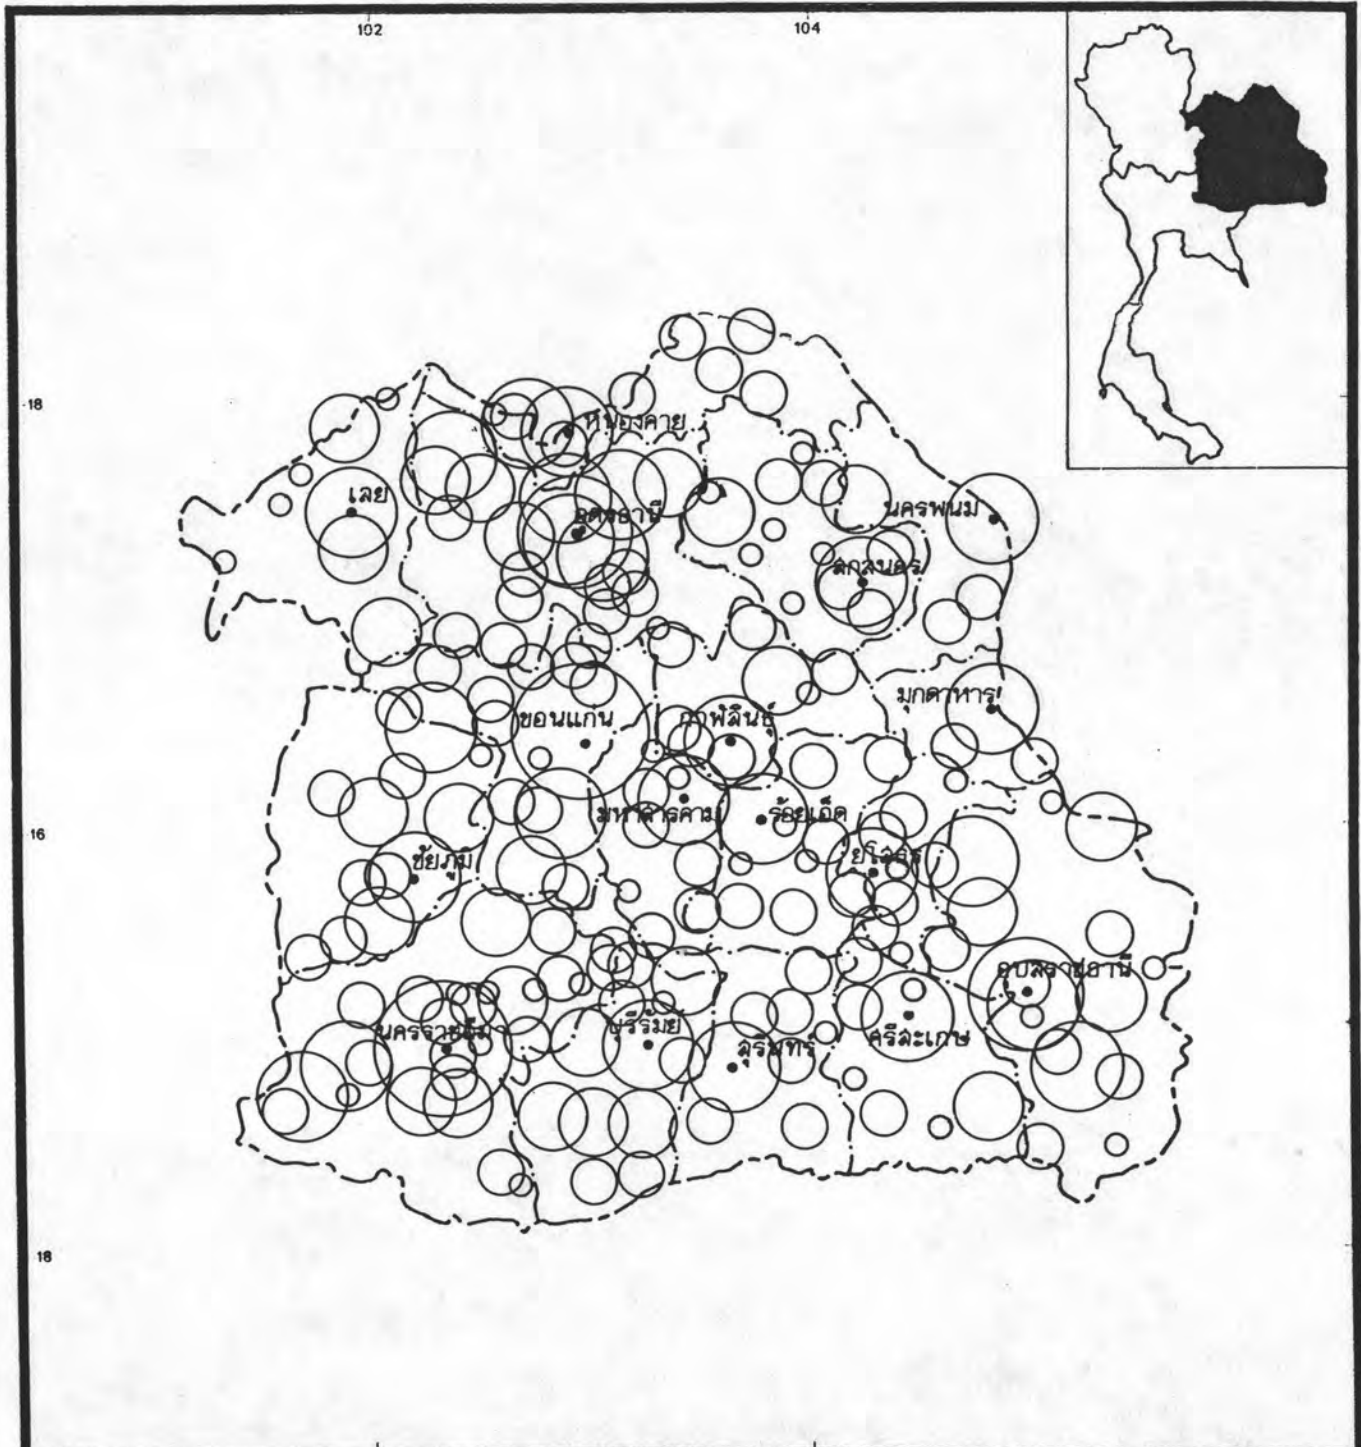 102 104
18
หนองคาย
เลย
อุดรธานี
นครพนม
สกลนคร
มุกดาหาร
ขอนแก่น
กาฬสินธุ์
มหาสารคาม
ร้อยเอ็ด
16
ชัยภูมิ
ยโสธร
อุบลราชธานี
นครราชสีมา
บุรีรัมย์
สุรินทร์
ศรีสะเกษ
18